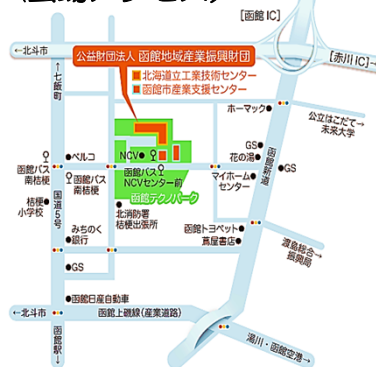 [函館IC]
←北斗市
[赤川IC]→
公益財団法人 函館地域産業振興財団
■北海道立工業技術センター
■函館市産業支援センター
←七飯町
ホーマック
公立はこだて→
未来大学
GS
花の湯
GS
函館新道
ベルコ
NCV
函館バス
NCVセンター前
函館バス
南桔梗
函館バス
南桔梗
マイホーム
センター
函館テクノパーク
桔梗
小学校
国道5号
北消防署
桔梗出張所
みちのく
銀行
函館トヨペット
蔦屋書店
渡島総合→
振興局
GS
函館日産自動車
←北斗市
函館上磯線(産業道路)
函館駅→
湯川・函館空港→